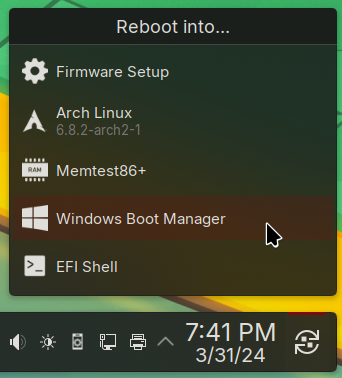 Reboot into...
Firmware Setup
Arch Linux
6.8.2-arch2-1
RAM
Memtest86+
Windows Boot Manager
EFI Shell
7:41 PM
3/31/24